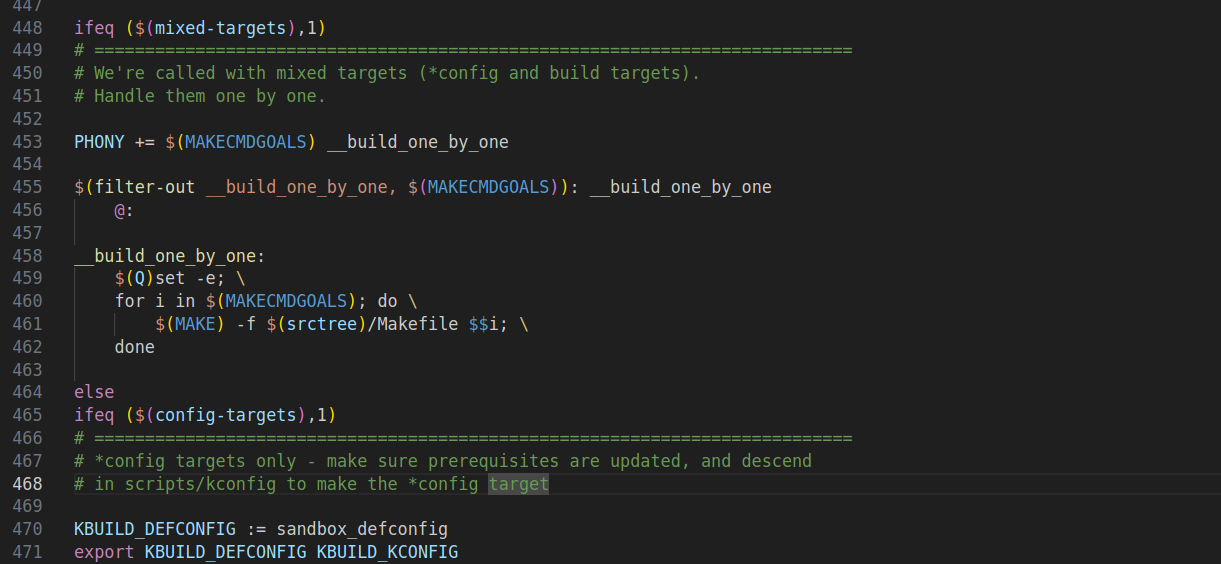 447
448 ifeq ($(mixed-targets),1)
449 # ===========================================================================
450 # We're called with mixed targets (*config and build targets).
451 # Handle them one by one.
452
453 PHONY += $(MAKECMDGOALS) __build_one_by_one
454
455 $(filter-out __build_one_by_one, $(MAKECMDGOALS)): __build_one_by_one
456     @:
457
458 __build_one_by_one:
459     $(Q)set -e; \
460     for i in $(MAKECMDGOALS); do \
461         $(MAKE) -f $(srctree)/Makefile $$i; \
462     done
463
464 else
465 ifeq ($(config-targets),1)
466 # ===========================================================================
467 # *config targets only - make sure prerequisites are updated, and descend
468 # in scripts/kconfig to make the *config target
469
470 KBUILD_DEFCONFIG := sandbox_defconfig
471 export KBUILD_DEFCONFIG KBUILD_KCONFIG